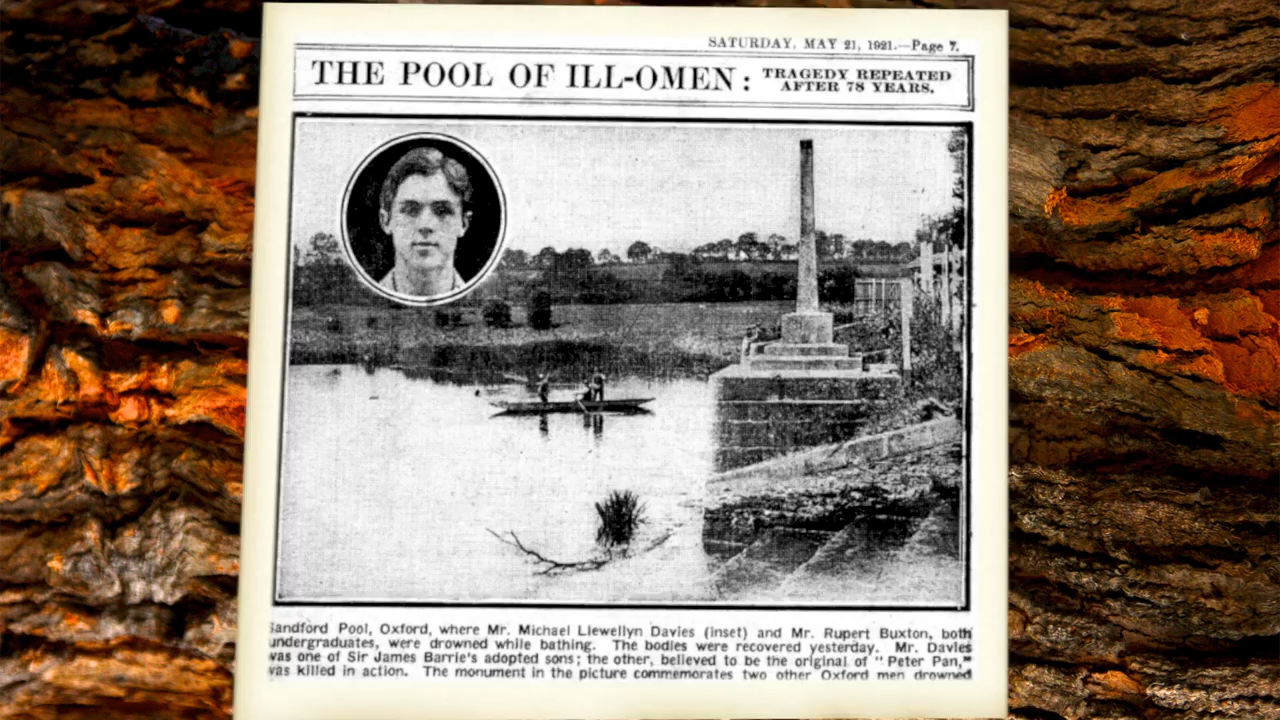 SATURDAY, MAY 21, 1921.—Page 7.
THE POOL OF ILL-OMEN: TRAGEDY REPEATED
AFTER 78 YEARS.
Sandford Pool, Oxford, where Mr. Michael Llewellyn Davies (inset) and Mr. Rupert Buxton, both
undergraduates, were drowned while bathing. The bodies were recovered yesterday. Mr. Davies
was one of Sir James Barrie's adopted sons; the other, believed to be the original of "Peter Pan,"
was killed in action. The monument in the picture commemorates two other Oxford men drowned